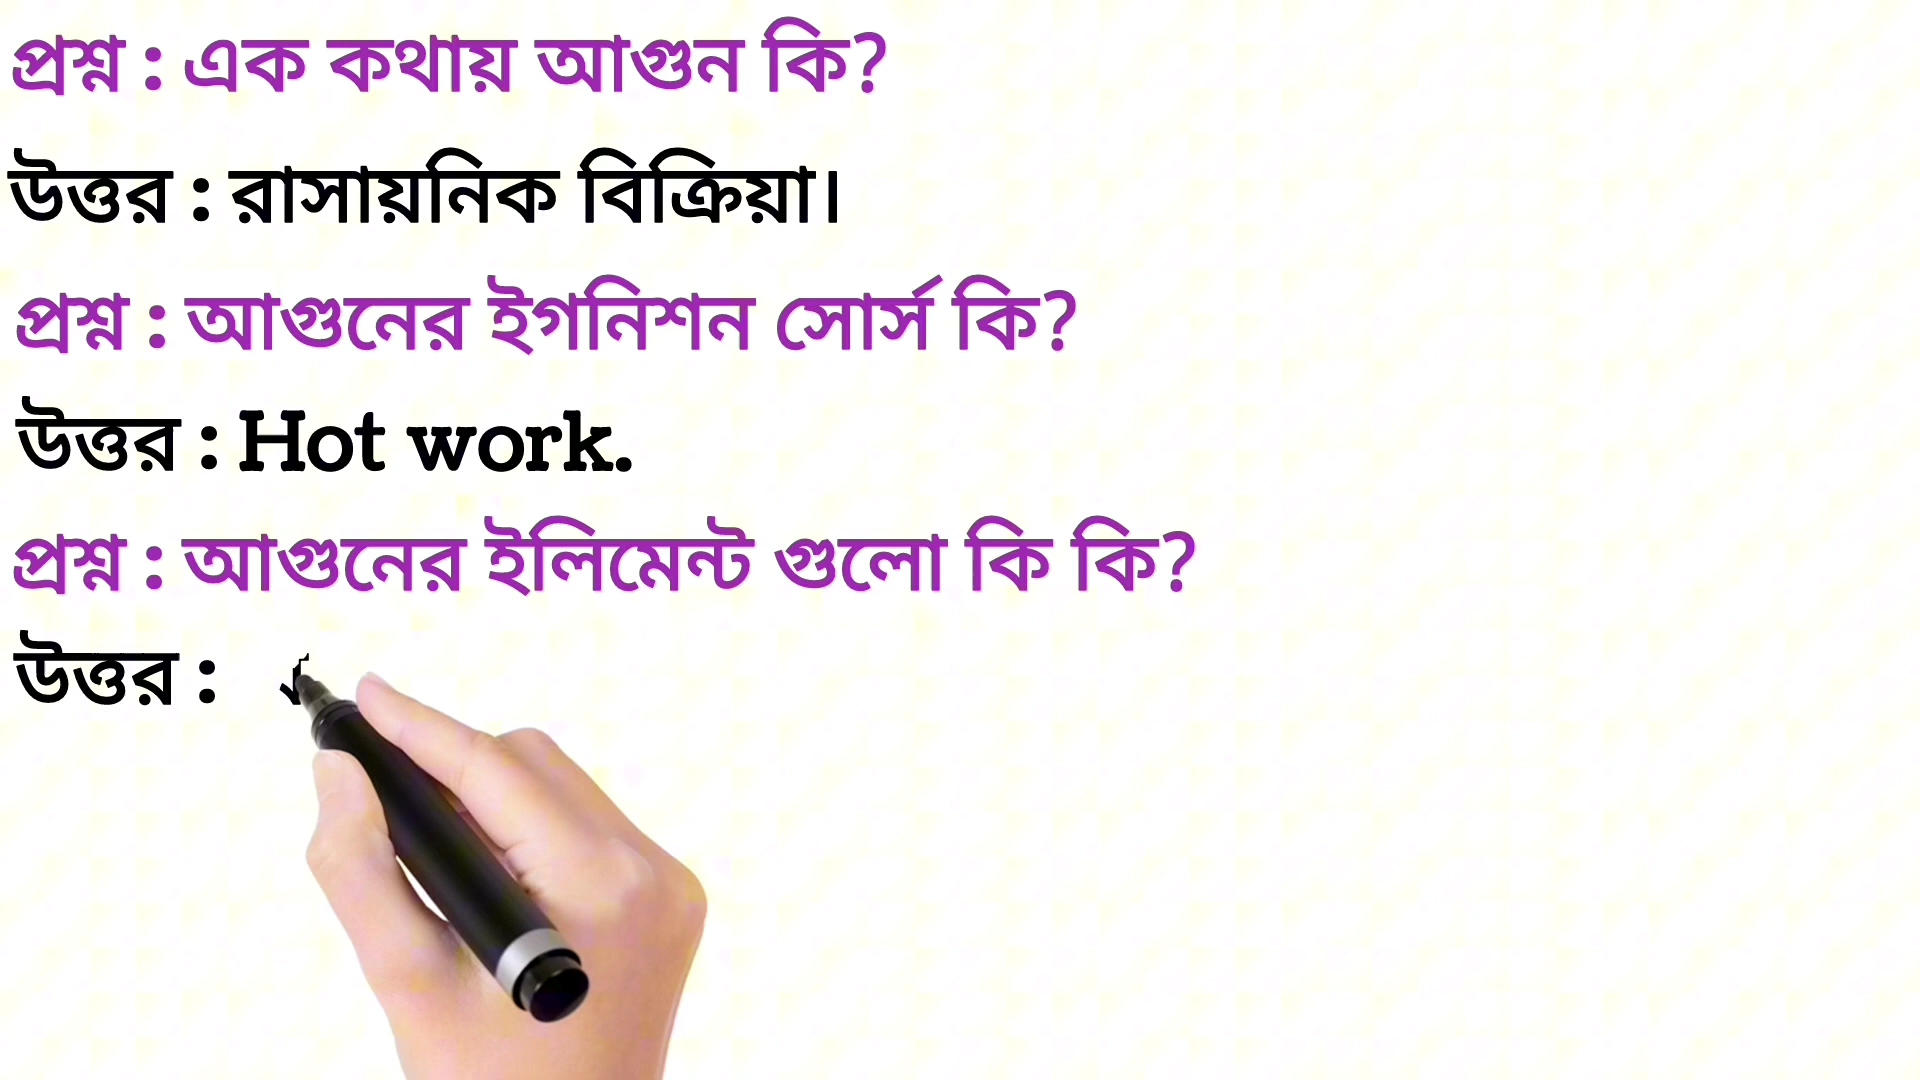 প্রশ্ন : এক কথায় আগুন কি?
উত্তর : রাসায়নিক বিক্রিয়া।
প্রশ্ন : আগুনের ইগনিশন সোর্স কি?
উত্তর : Hot work.
প্রশ্ন : আগুনের ইলিমেন্ট গুলো কি কি?
উত্তর :